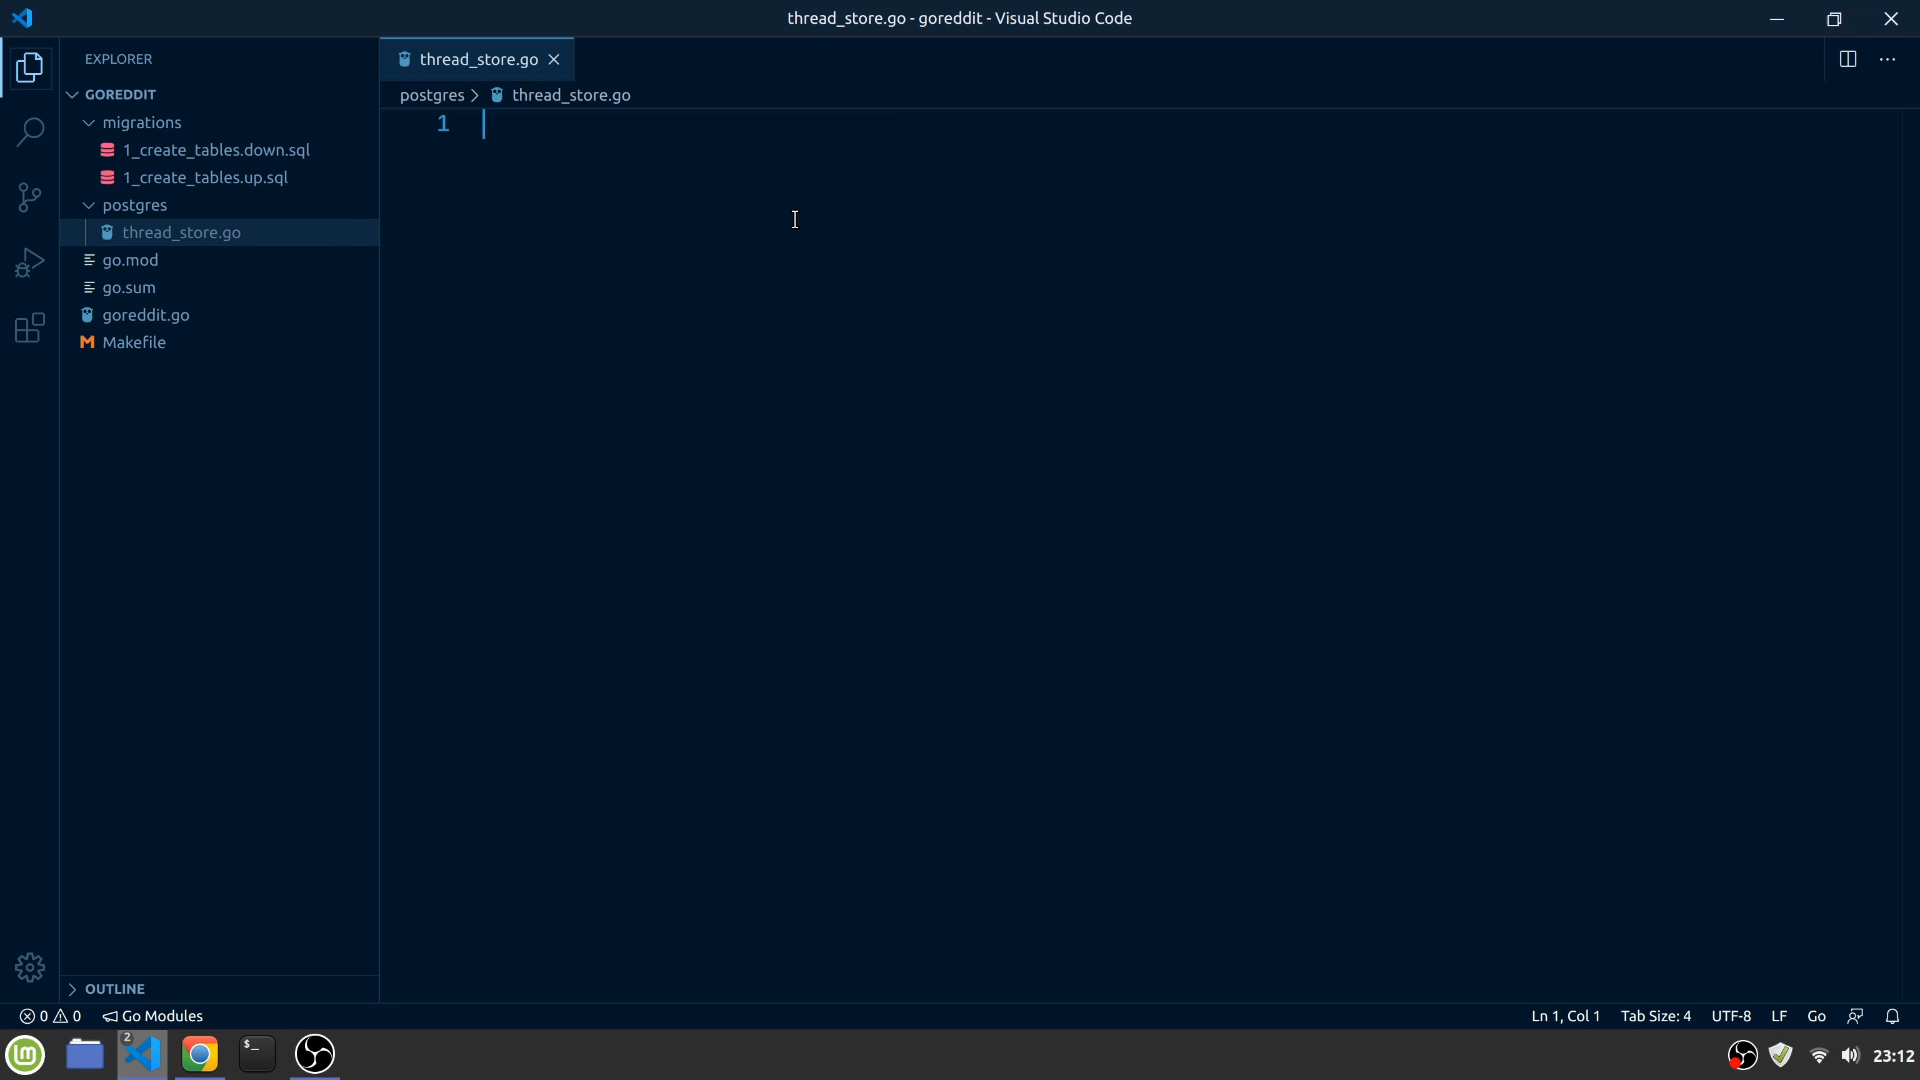 thread_store.go - goreddit - Visual Studio Code
EXPLORER
GOREDDIT
migrations
1_create_tables.down.sql
1_create_tables.up.sql
postgres
thread_store.go
go.mod
go.sum
goreddit.go
Makefile
OUTLINE
thread_store.go
postgres > thread_store.go
1
0 0 Go Modules
Ln 1, Col 1 Tab Size: 4 UTF-8 LF Go
2
$_
23:12